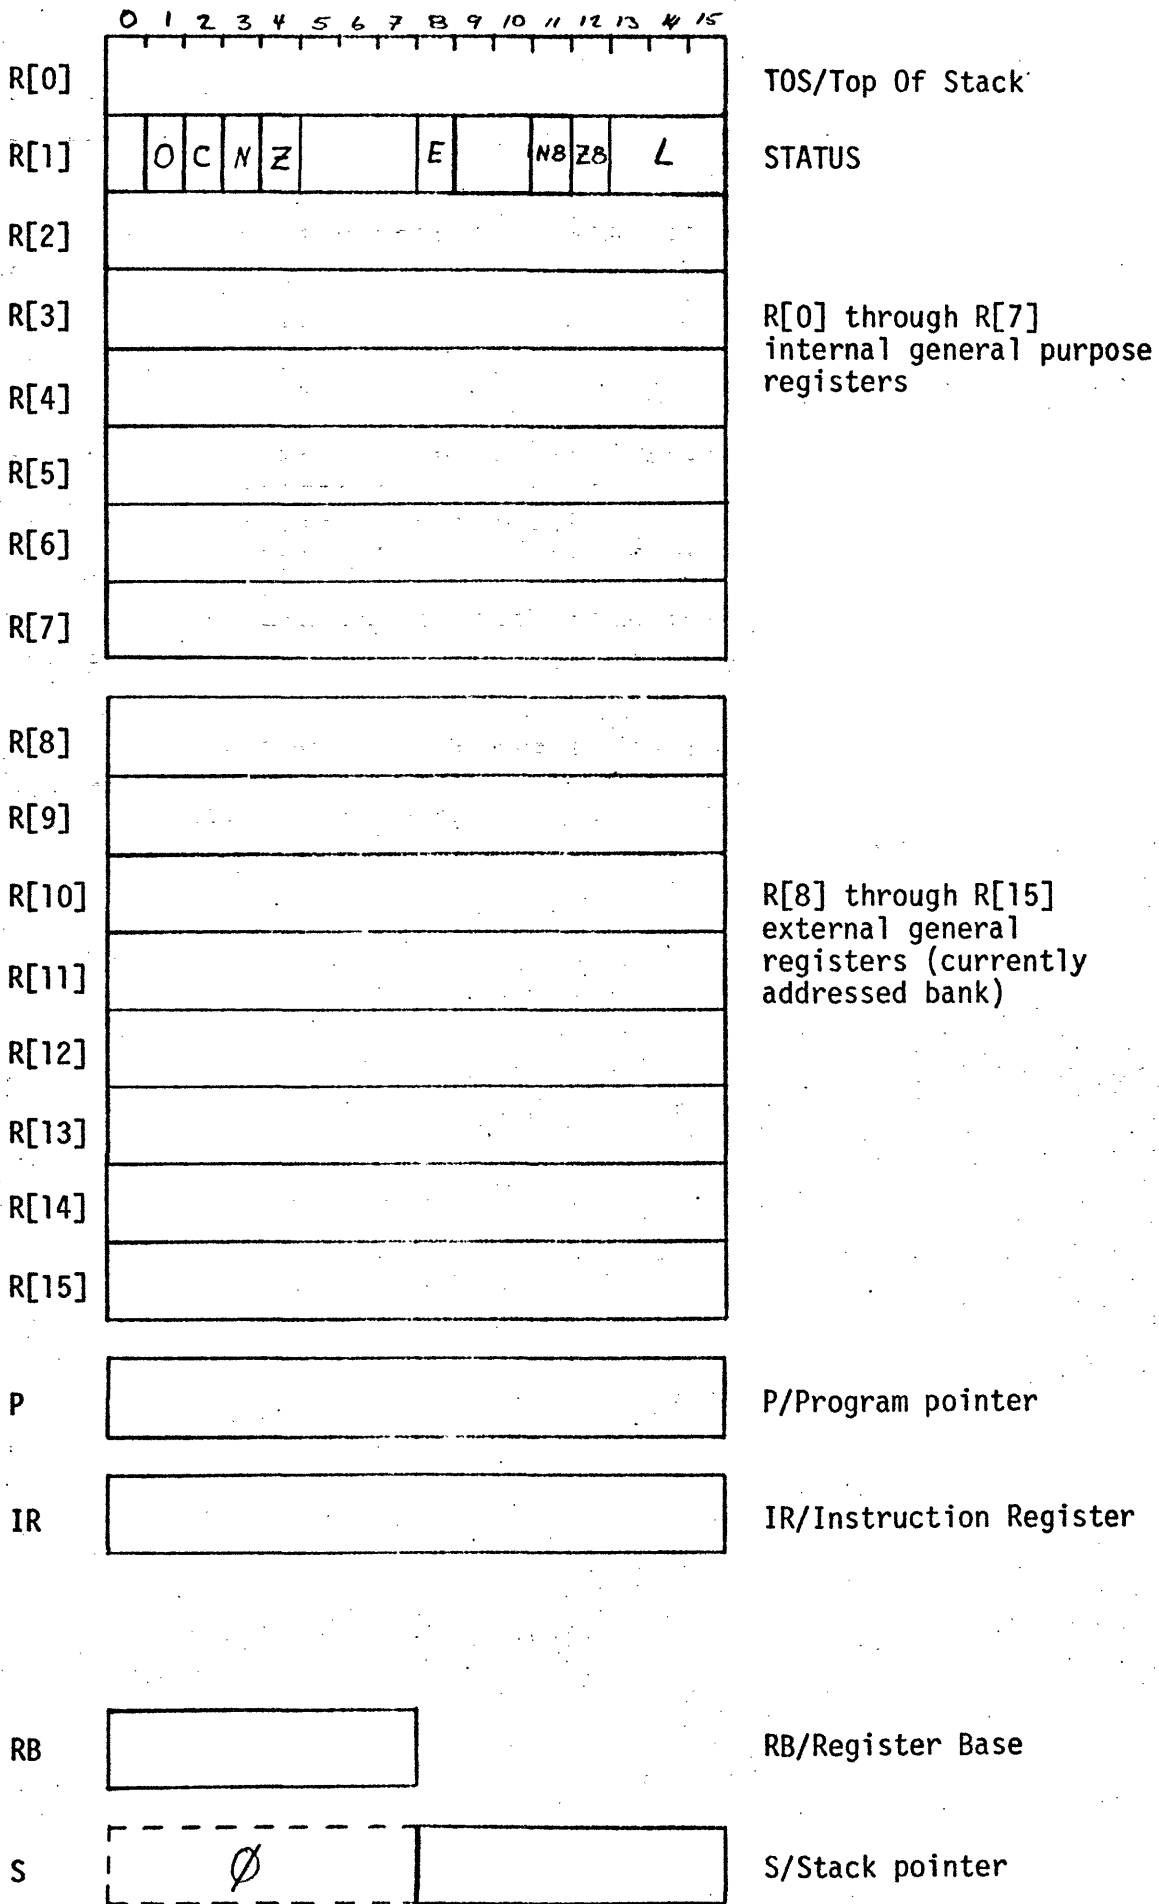 0 1 2 3 4 5 6 7 8 9 10 11 12 13 14 15
R[0] TOS/Top Of Stack
R[1] O C N Z E N8 Z8 L STATUS
R[2]
R[3] R[0] through R[7]
internal general purpose
R[4] registers
R[5]
R[6]
R[7]
R[8]
R[9]
R[10] R[8] through R[15]
external general
R[11] registers (currently
addressed bank)
R[12]
R[13]
R[14]
R[15]
P P/Program pointer
IR IR/Instruction Register
RB RB/Register Base
S Ø S/Stack pointer